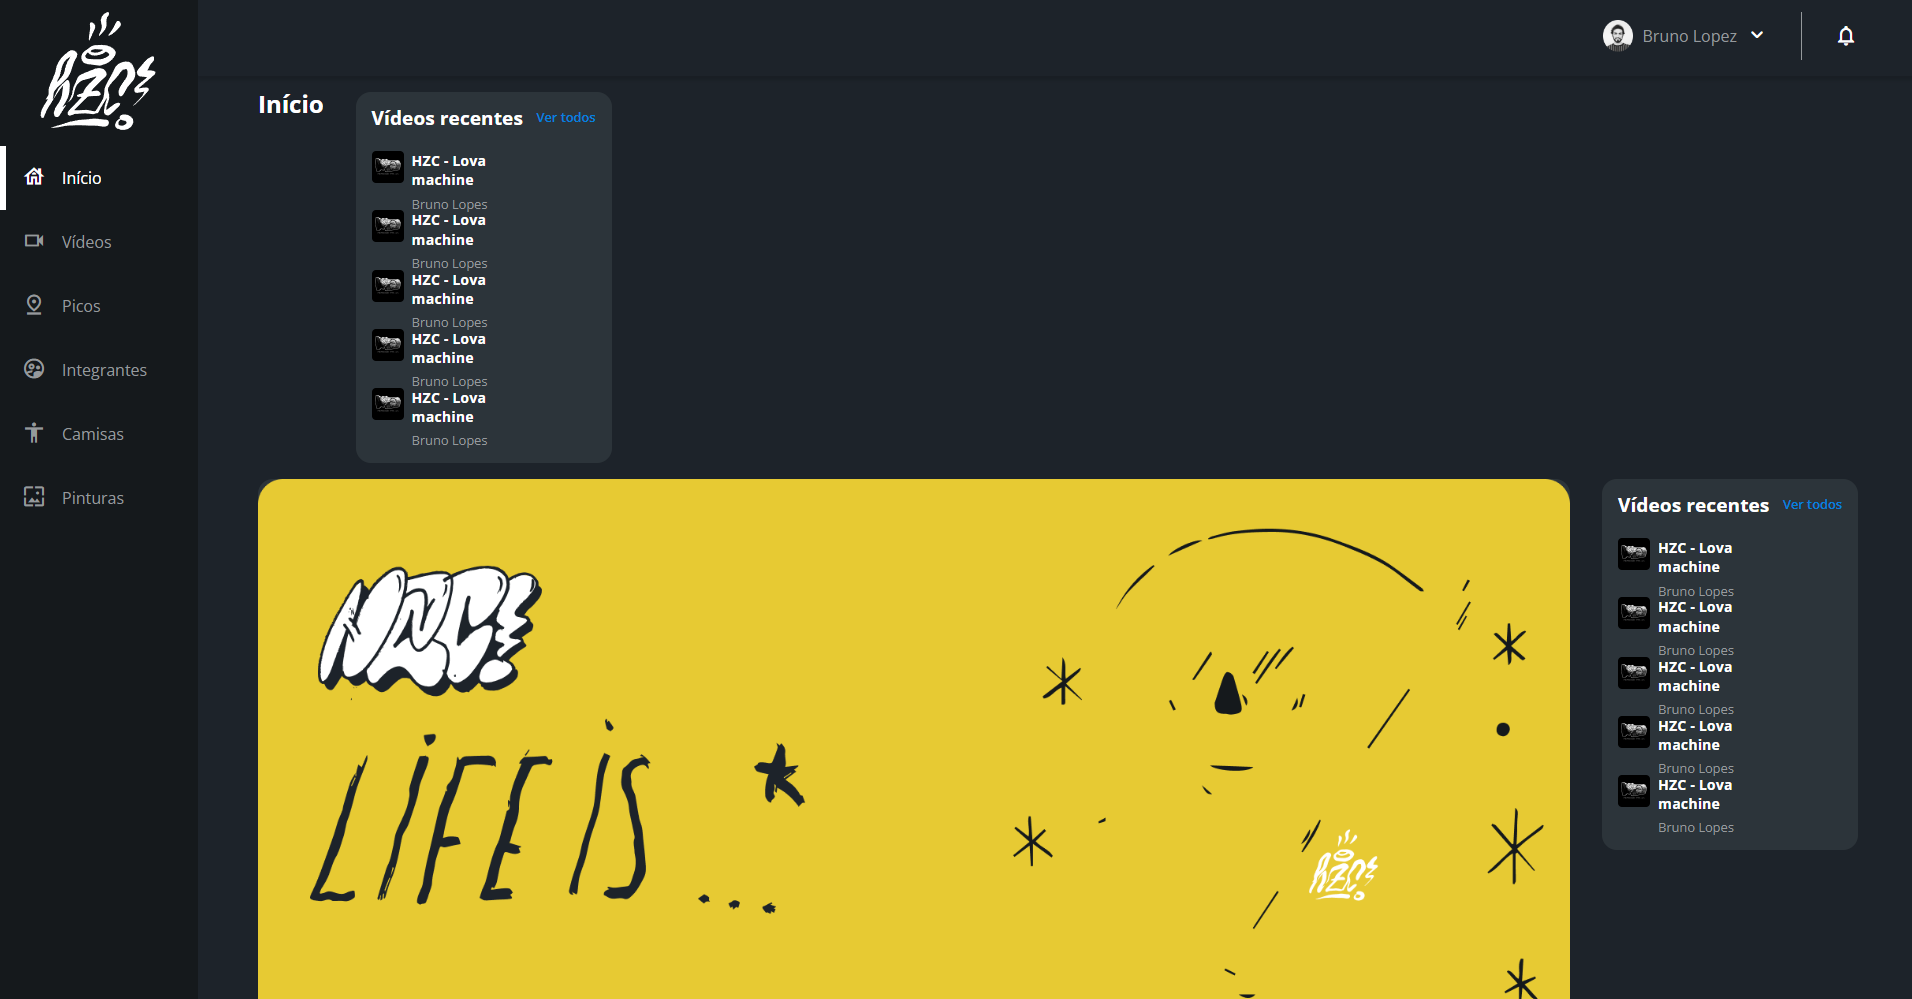 HZC!
Bruno Lopez
Início
Vídeos
Picos
Integrantes
Camisas
Pinturas
Início
Vídeos recentes Ver todos
HZC - Lova
machine
Bruno Lopes
HZC - Lova
machine
Bruno Lopes
HZC - Lova
machine
Bruno Lopes
HZC - Lova
machine
Bruno Lopes
HZC - Lova
machine
Bruno Lopes
HZC!
LIFE IS ...
HZC!
Vídeos recentes Ver todos
HZC - Lova
machine
Bruno Lopes
HZC - Lova
machine
Bruno Lopes
HZC - Lova
machine
Bruno Lopes
HZC - Lova
machine
Bruno Lopes
HZC - Lova
machine
Bruno Lopes